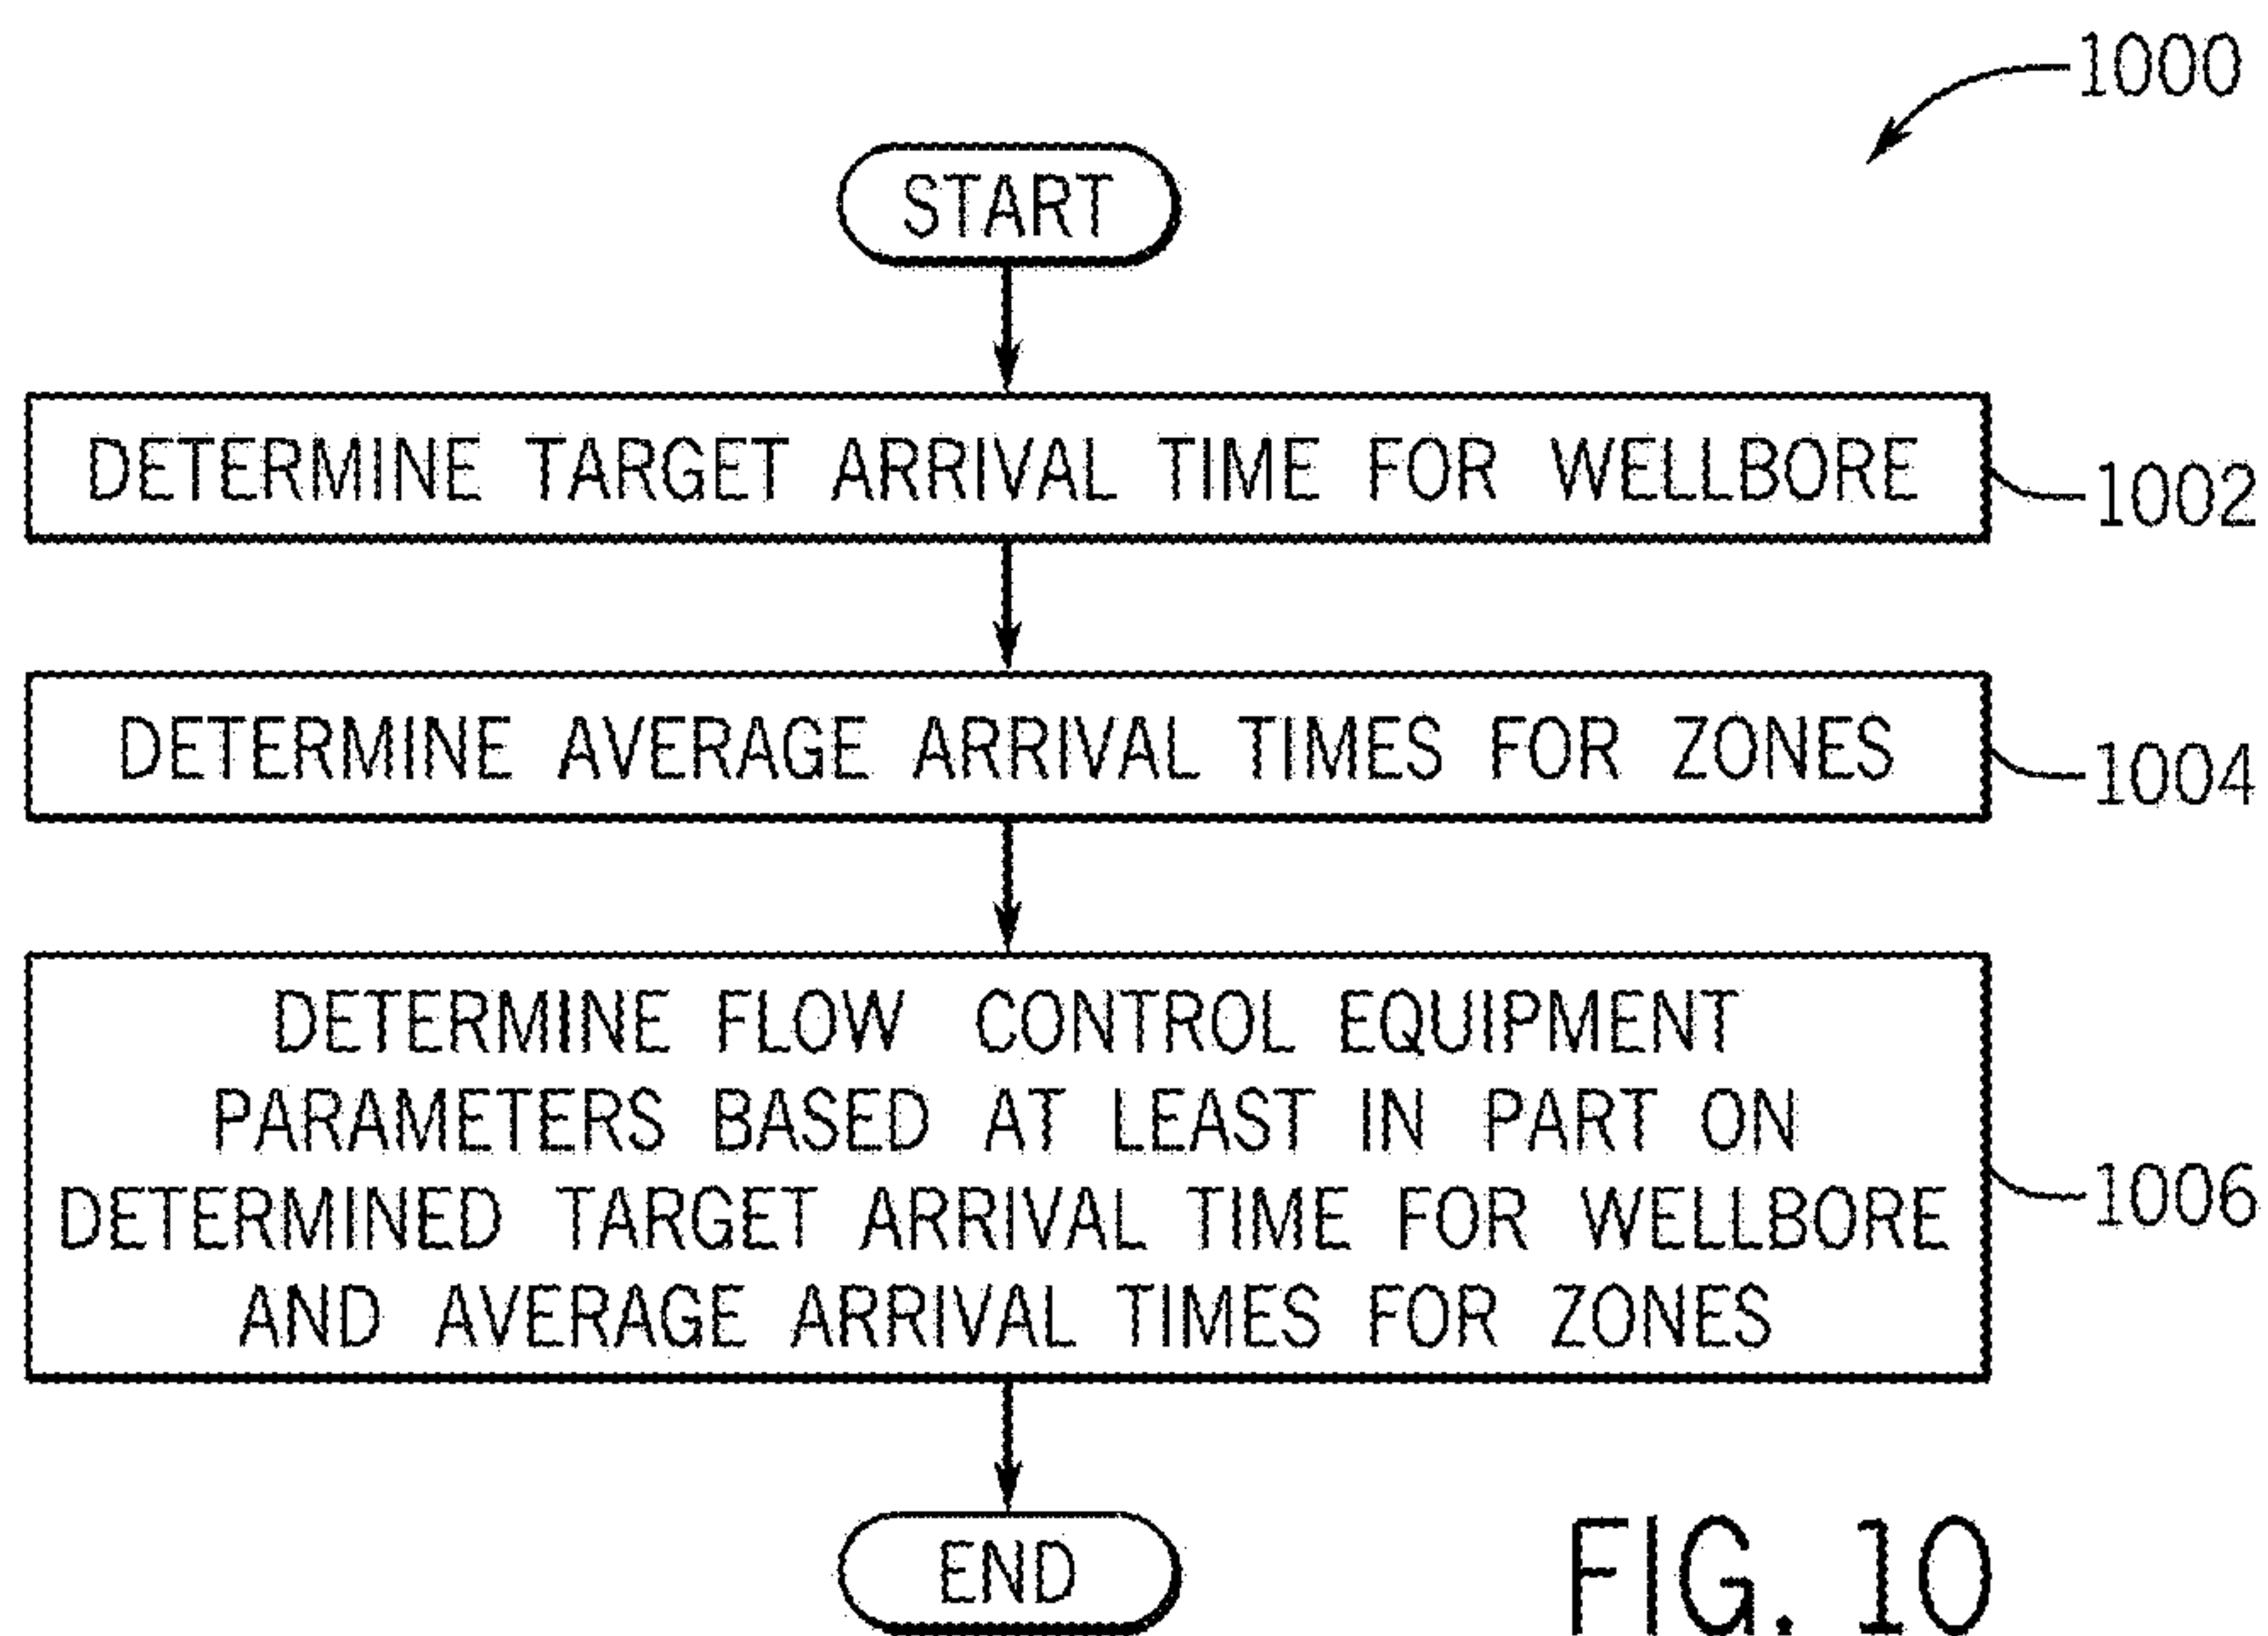 1000
START
DETERMINE TARGET ARRIVAL TIME FOR WELLBORE
1002
DETERMINE AVERAGE ARRIVAL TIMES FOR ZONES
1004
DETERMINE FLOW CONTROL EQUIPMENT
PARAMETERS BASED AT LEAST IN PART ON
DETERMINED TARGET ARRIVAL TIME FOR WELLBORE
AND AVERAGE ARRIVAL TIMES FOR ZONES
1006
END
FIG. 10